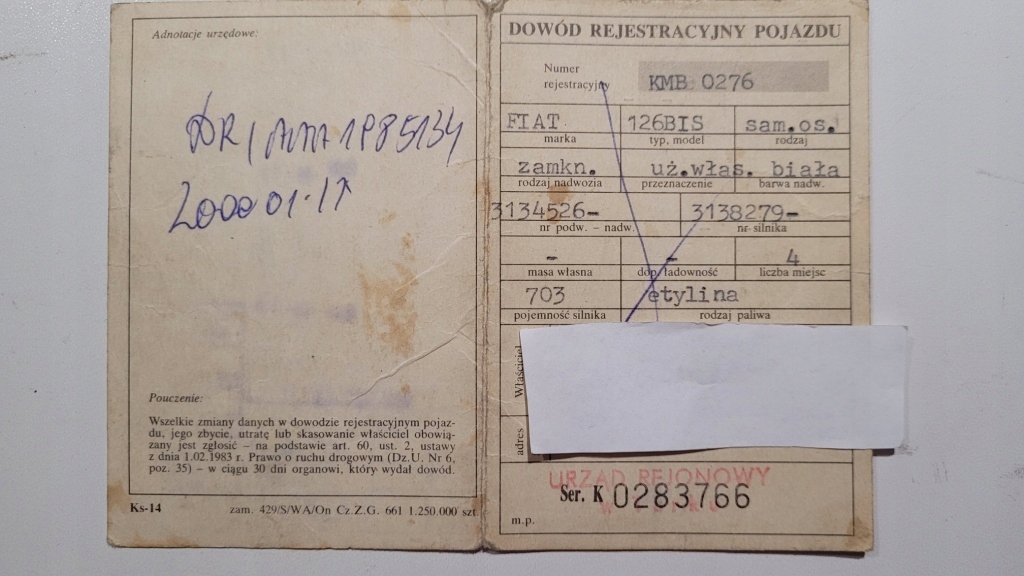 Adnotacje urzędowe:
DR/AAA 1985134
2000 01.11
Pouczenie:
Wszelkie zmiany danych w dowodzie rejestracyjnym pojaz-
du, jego zbycie, utratę lub skasowanie właściciel obowią-
zany jest zgłosić – na podstawie art. 60, ust. 2, ustawy
z dnia 1.02.1983 r. Prawo o ruchu drogowym (Dz.U. Nr 6,
poz. 35) – w ciągu 30 dni organowi, który wydał dowód.
Ks-14 zam. 429/S/WA/On Cz.Z.G. 661 1.250.000 szt.
DOWÓD REJESTRACYJNY POJAZDU
Numer
rejestracyjny KMB 0276
FIAT 126BIS sam.os.
marka typ, model rodzaj
zamkn. uż.włas. biała
rodzaj nadwozia przeznaczenie barwa nadw.
3134526- 3138279-
nr podw. – nadw. nr silnika
- - 4
masa własna dop. ładowność liczba miejsc
703 etylina
pojemność silnika rodzaj paliwa
Właściciel
adres
URZĄD REJONOWY
Ser. K 0283766
m.p.